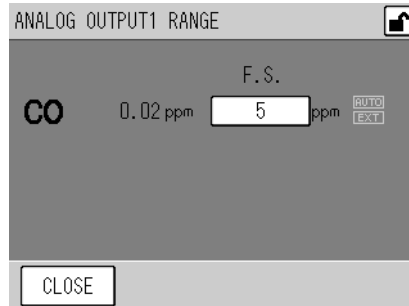 ANALOG OUTPUT1 RANGE
F.S.
CO 0.02 ppm 5 ppm AUTO
EXT
CLOSE